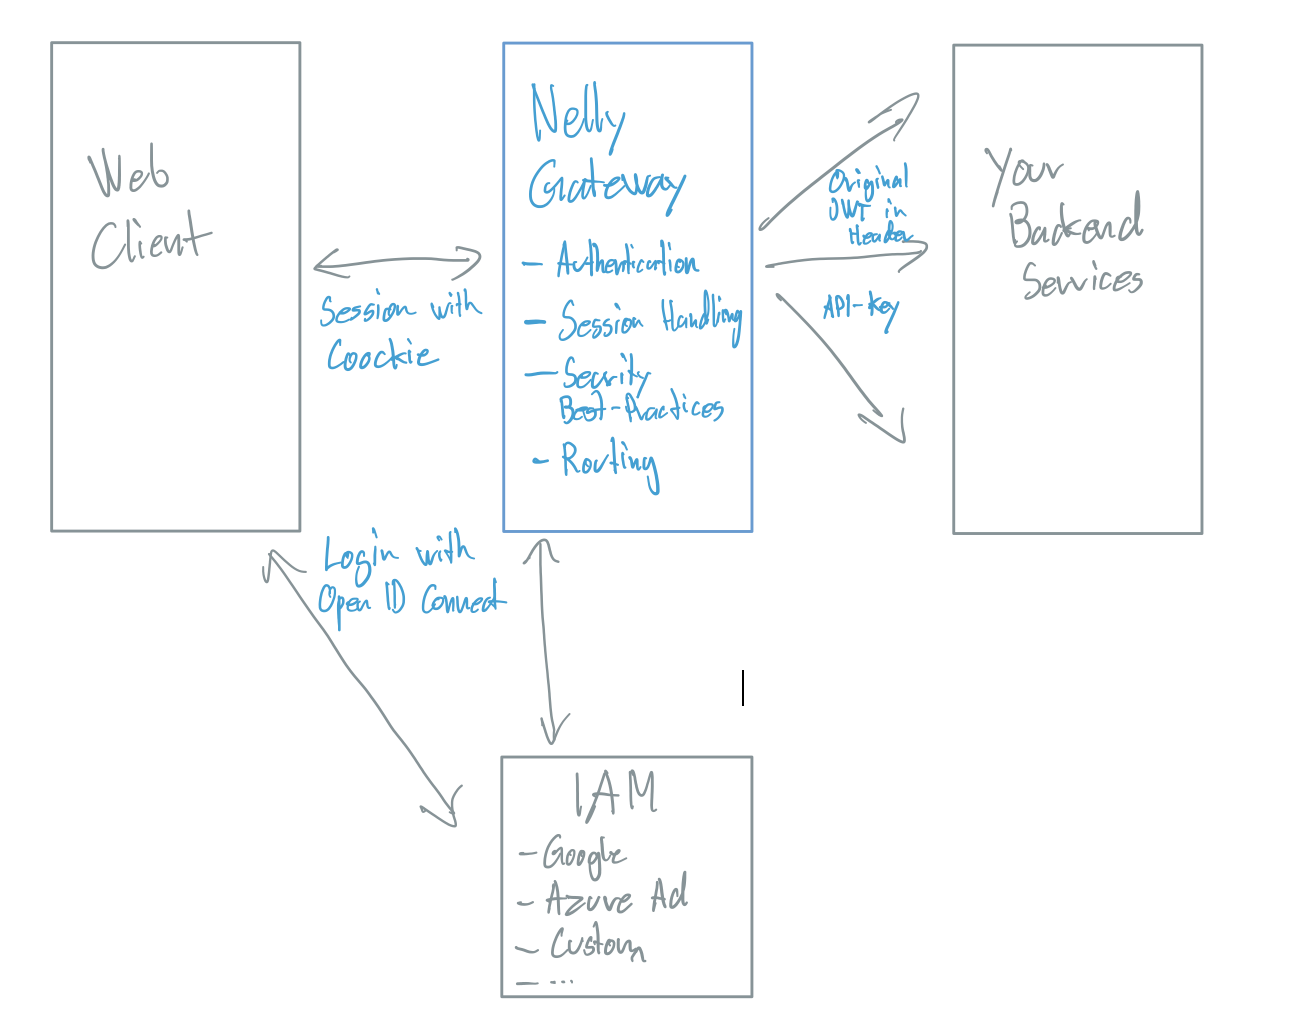 Web
Client
Session with
Coockie
Nelly
Gateway
- Authentication
- Session Handling
- Security
Best-Practices
- Routing
Original
JWT in
Header
API-Key
Your
Backend
Services
Login with
Open ID Connect
IAM
- Google
- Azure Ad
- Custom
- ...